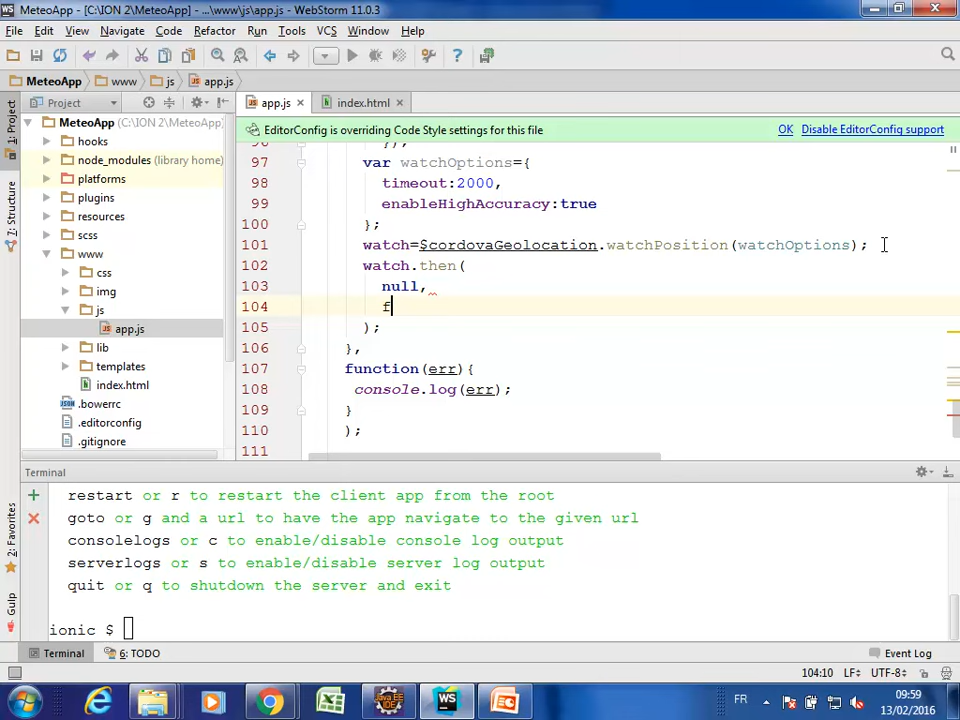 MeteoApp - [C:\ION 2\MeteoApp] - ...\www\js\app.js - WebStorm 11.0.3
File Edit View Navigate Code Refactor Run Tools VCS Window Help
MeteoApp www js app.js
Project app.js index.html
EditorConfig is overriding Code Style settings for this file OK Disable EditorConfig support
1: Project
Z: Structure
2: Favorites
Gulp
MeteoApp (C:\ION 2\MeteoApp)
hooks
node_modules (library home)
platforms
plugins
resources
scss
www
css
img
js
app.js
lib
templates
index.html
.bowerrc
.editorconfig
.gitignore
96 });
97 var watchOptions={
98 timeout:2000,
99 enableHighAccuracy:true
100 };
101 watch=$cordovaGeolocation.watchPosition(watchOptions);
102 watch.then(
103 null,
104 f
105 );
106 },
107 function(err){
108 console.log(err);
109 }
110 );
111
Terminal
restart or r to restart the client app from the root
goto or g and a url to have the app navigate to the given url
consolelogs or c to enable/disable console log output
serverlogs or s to enable/disable server log output
quit or q to shutdown the server and exit
ionic $
Terminal 6: TODO Event Log
104:10 LF UTF-8
FR 09:59
13/02/2016